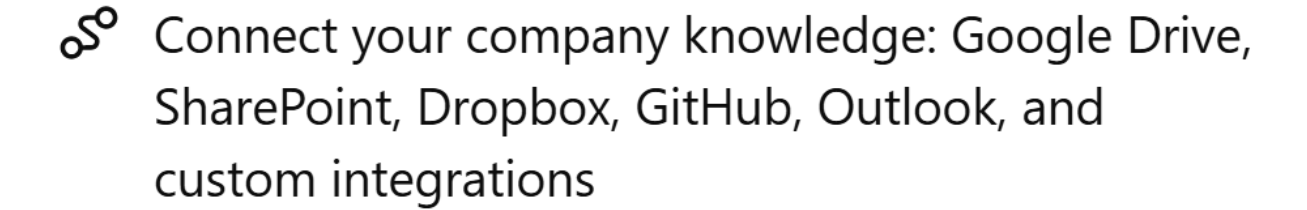 Connect your company knowledge: Google Drive,
SharePoint, Dropbox, GitHub, Outlook, and
custom integrations